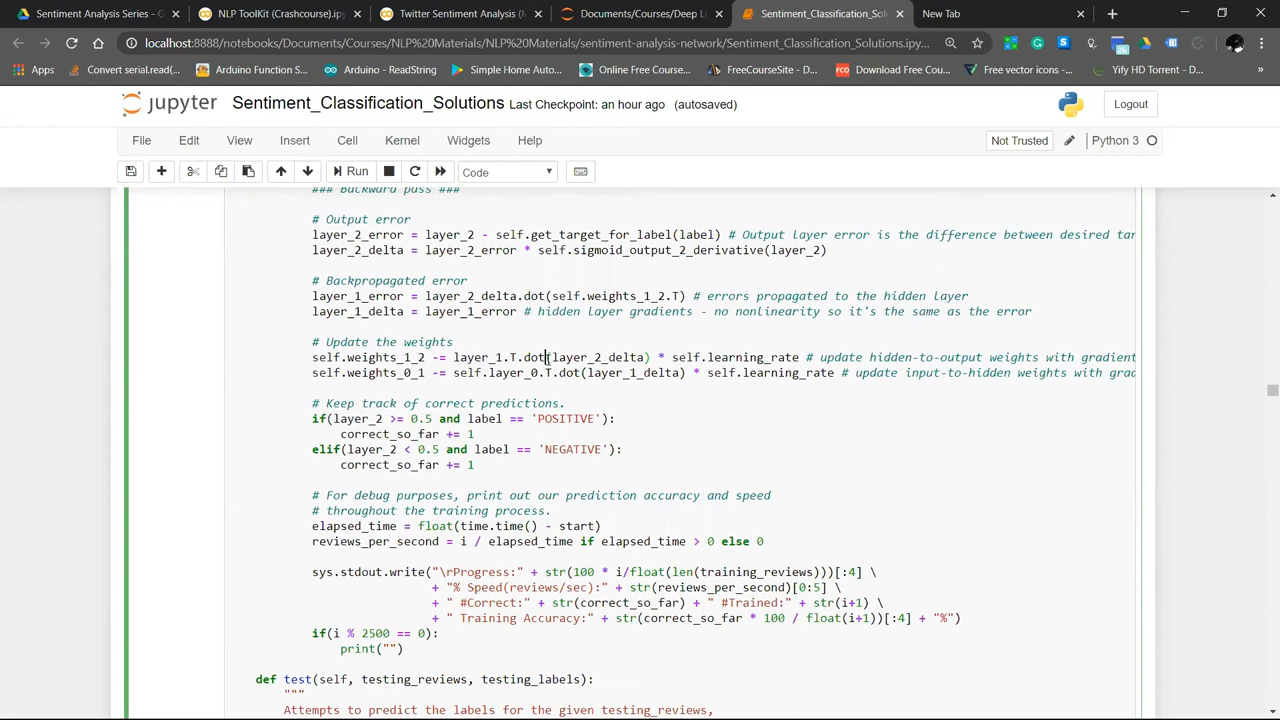 Sentiment Analysis Series - G
NLP ToolKit (Crashcourse).ipy
Twitter Sentiment Analysis (N
Documents/Courses/Deep L
Sentiment_Classification_Solu
New Tab
localhost:8888/notebooks/Documents/Courses/NLP%20Materials/NLP%20Materials/sentiment-analysis-network/Sentiment_Classification_Solutions.ipy...
Apps
Convert serial.read(...
Arduino Function S...
Arduino - ReadString
Simple Home Auto...
Online Free Course...
FreeCourseSite - D...
FCO Download Free Cou...
Free vector icons -...
Yify HD Torrent - D...
jupyter Sentiment_Classification_Solutions Last Checkpoint: an hour ago (autosaved)
Logout
File Edit View Insert Cell Kernel Widgets Help
Not Trusted
Python 3
Run
Code
### Backward pass ###
# Output error
layer_2_error = layer_2 - self.get_target_for_label(label) # Output layer error is the difference between desired tar
layer_2_delta = layer_2_error * self.sigmoid_output_2_derivative(layer_2)
# Backpropagated error
layer_1_error = layer_2_delta.dot(self.weights_1_2.T) # errors propagated to the hidden layer
layer_1_delta = layer_1_error # hidden layer gradients - no nonlinearity so it's the same as the error
# Update the weights
self.weights_1_2 -= layer_1.T.dot(layer_2_delta) * self.learning_rate # update hidden-to-output weights with gradient
self.weights_0_1 -= self.layer_0.T.dot(layer_1_delta) * self.learning_rate # update input-to-hidden weights with grad
# Keep track of correct predictions.
if(layer_2 >= 0.5 and label == 'POSITIVE'):
correct_so_far += 1
elif(layer_2 < 0.5 and label == 'NEGATIVE'):
correct_so_far += 1
# For debug purposes, print out our prediction accuracy and speed
# throughout the training process.
elapsed_time = float(time.time() - start)
reviews_per_second = i / elapsed_time if elapsed_time > 0 else 0
sys.stdout.write("\rProgress:" + str(100 * i/float(len(training_reviews)))[:4] \
+ "% Speed(reviews/sec):" + str(reviews_per_second)[0:5] \
+ " #Correct:" + str(correct_so_far) + " #Trained:" + str(i+1) \
+ " Training Accuracy:" + str(correct_so_far * 100 / float(i+1))[:4] + "%")
if(i % 2500 == 0):
print("")
def test(self, testing_reviews, testing_labels):
"""
Attempts to predict the labels for the given testing_reviews,